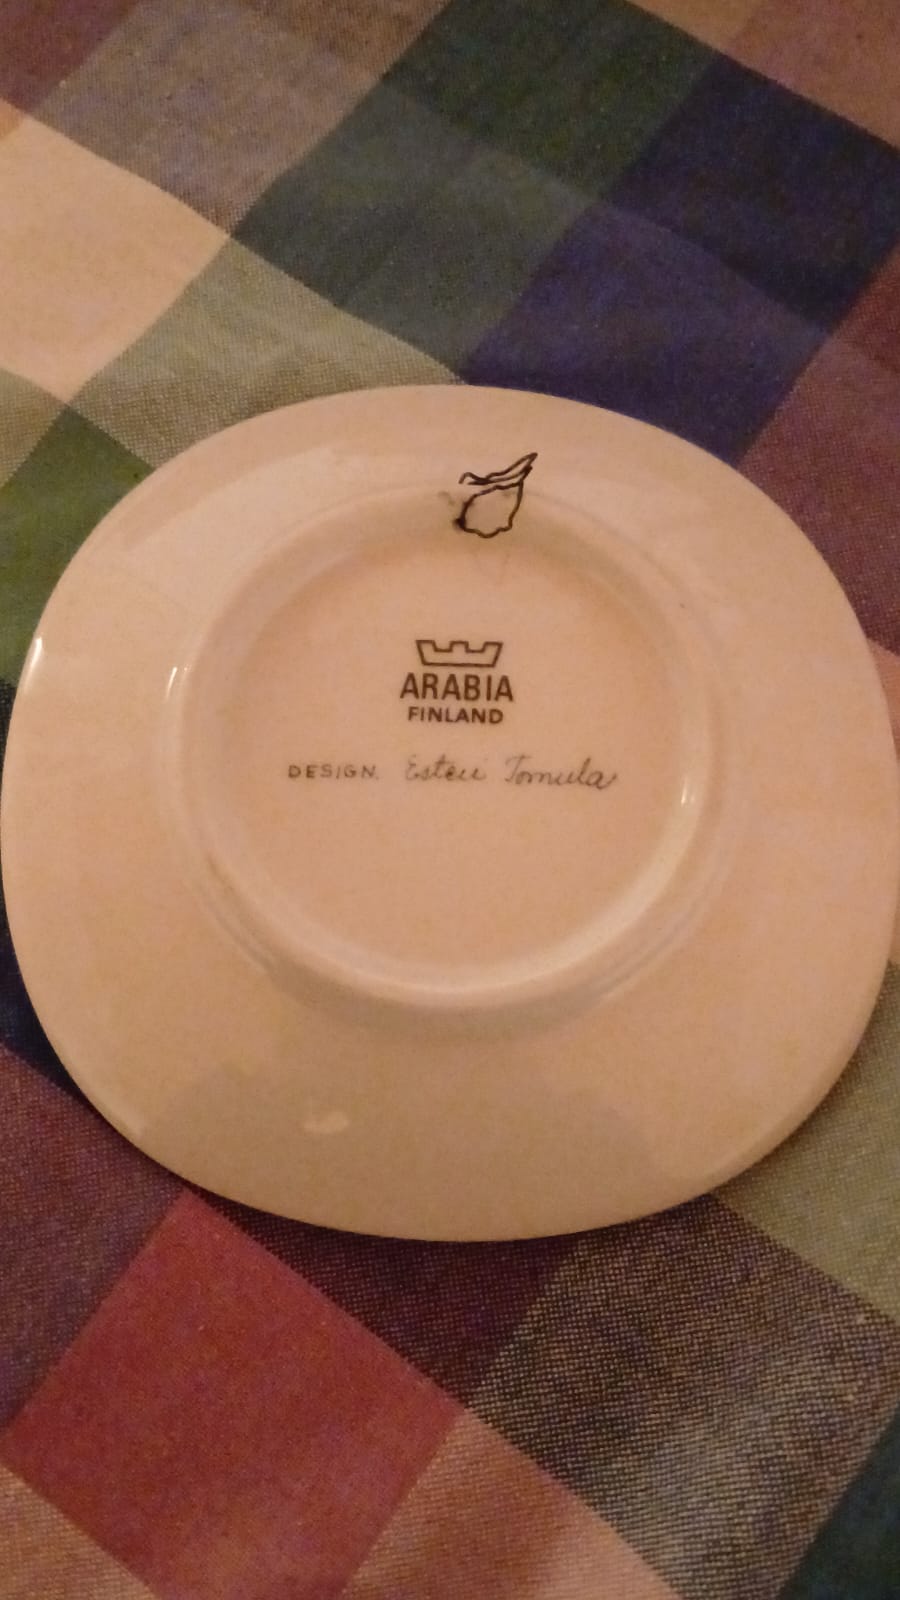 ARABIA
FINLAND
DESIGN. Esteri Tomula